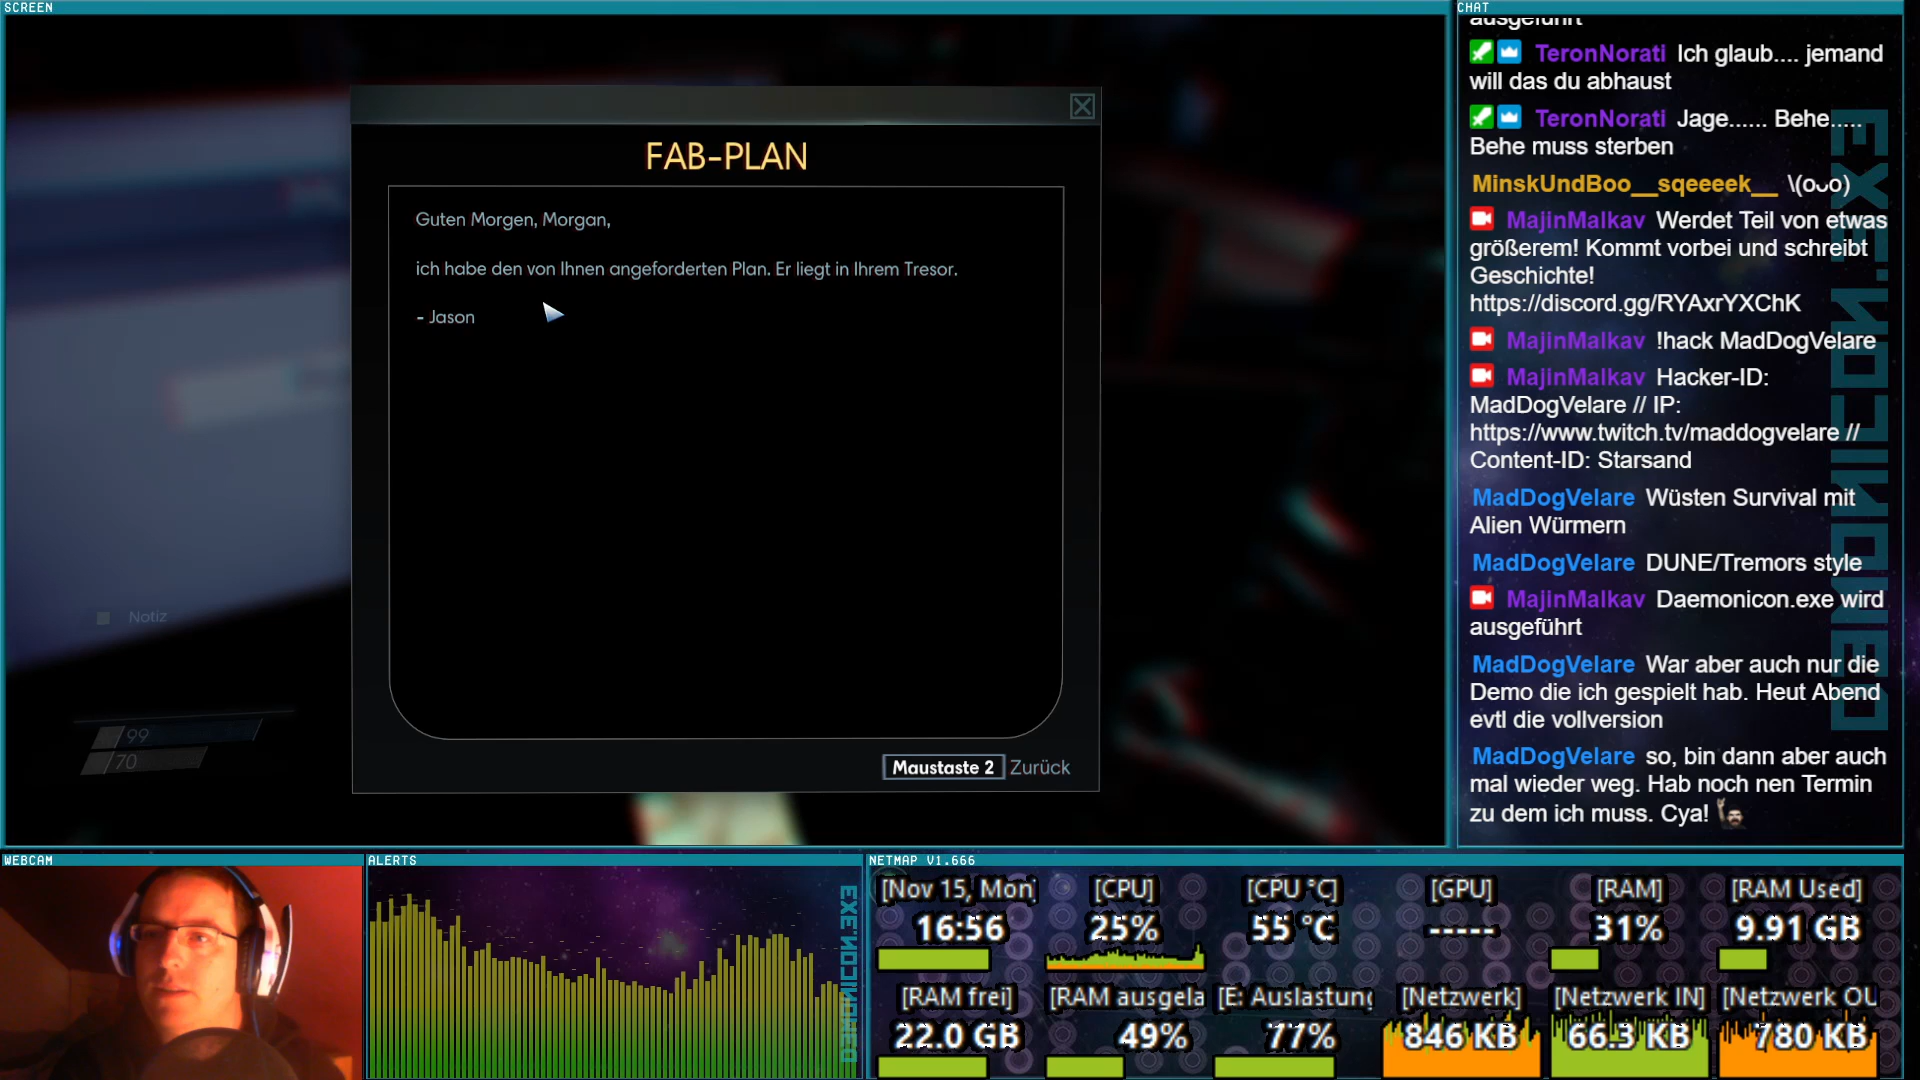 SCREEN
FAB-PLAN
Guten Morgen, Morgan,
ich habe den von Ihnen angeforderten Plan. Er liegt in Ihrem Tresor.
- Jason
Maustaste 2 Zurück
Notiz
99
70
CHAT
ausgeführt
TeronNorati Ich glaub.... jemand
will das du abhaust
TeronNorati Jage...... Behe.....
Behe muss sterben
MinskUndBoo__sqeeeek__ \(oᴗo)
MajinMalkav Werdet Teil von etwas
größerem! Kommt vorbei und schreibt
Geschichte!
https://discord.gg/RYAxrYXChK
MajinMalkav !hack MadDogVelare
MajinMalkav Hacker-ID:
MadDogVelare // IP:
https://www.twitch.tv/maddogvelare //
Content-ID: Starsand
MadDogVelare Wüsten Survival mit
Alien Würmern
MadDogVelare DUNE/Tremors style
MajinMalkav Daemonicon.exe wird
ausgeführt
MadDogVelare War aber auch nur die
Demo die ich gespielt hab. Heut Abend
evtl die vollversion
MadDogVelare so, bin dann aber auch
mal wieder weg. Hab noch nen Termin
zu dem ich muss. Cya!
WEBCAM
ALERTS
NETMAP V1.666
[Nov 15, Mon] [CPU] [CPU °C] [GPU] [RAM] [RAM Used]
16:56 25% 55 °C ----- 31% 9.91 GB
[RAM frei] [RAM ausgela [E: Auslastung [Netzwerk] [Netzwerk IN] [Netzwerk OU
22.0 GB 49% 77% 846 KB 66.3 KB 780 KB